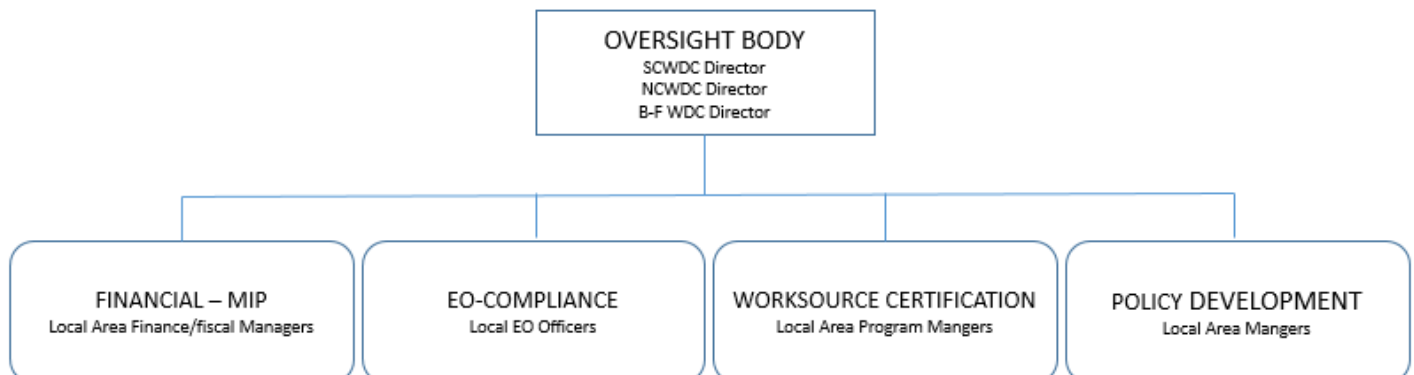 OVERSIGHT BODY
SCWDC Director
NCWDC Director
B-F WDC Director
FINANCIAL – MIP
Local Area Finance/fiscal Managers
EO-COMPLIANCE
Local EO Officers
WORKSOURCE CERTIFICATION
Local Area Program Mangers
POLICY DEVELOPMENT
Local Area Mangers